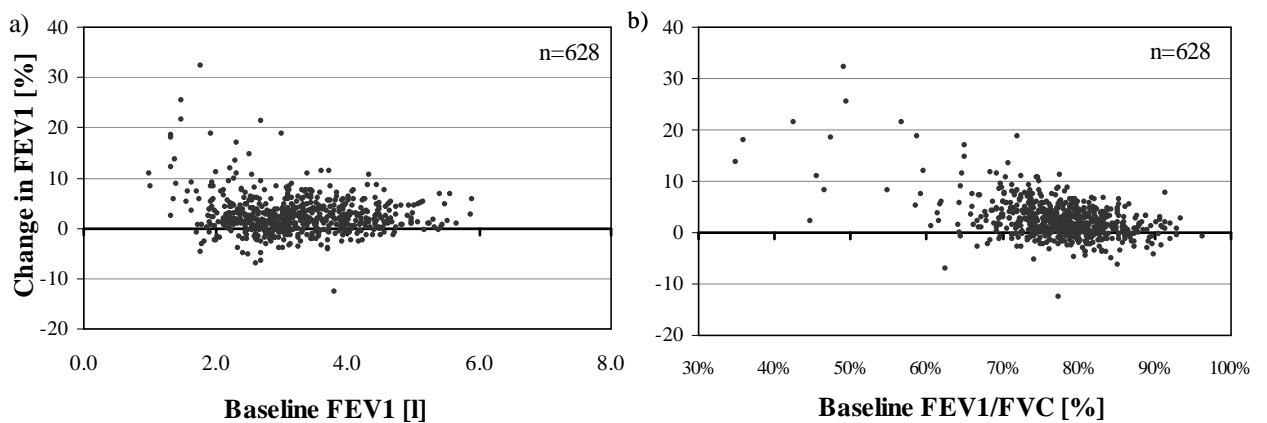 a)
Change in FEV1 [%]
40
30
20
10
0
-10
-20
n=628
0.0 2.0 4.0 6.0 8.0
Baseline FEV1 [l]
b)
40
30
20
10
0
-10
-20
n=628
30% 40% 50% 60% 70% 80% 90% 100%
Baseline FEV1/FVC [%]